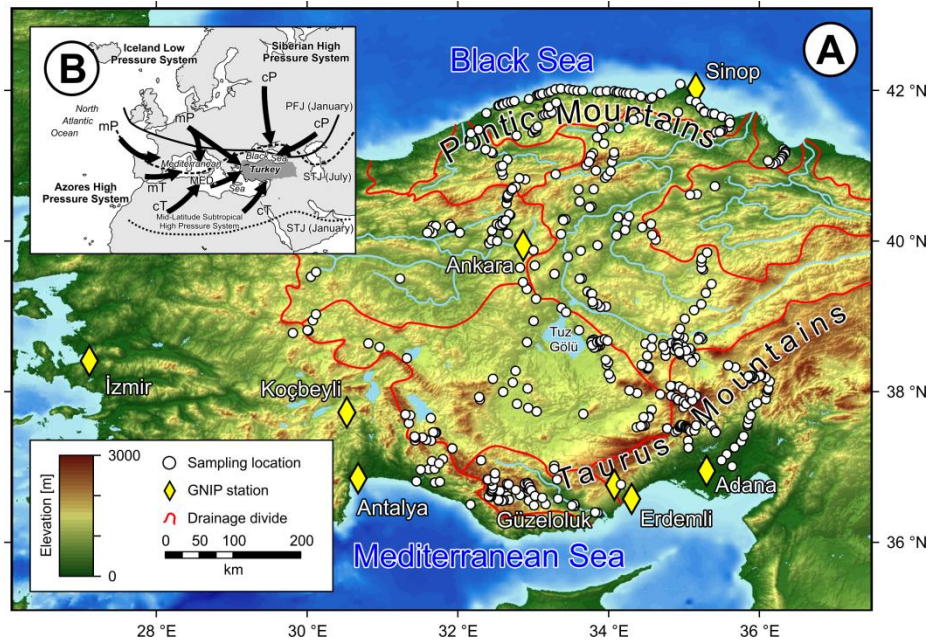 A
B
Iceland Low
Pressure System
Siberian High
Pressure System
cP
North
Atlantic
Ocean
mP
mP
PFJ (January)
cP
Black Sea
Mediterranean
Turkey
STJ (July)
Azores High
Pressure System
mT
MED
Sea
cT
cT
Mid-Latitude Subtropical
High Pressure System
STJ (January)
Black Sea
Sinop
Pontic Mountains
Ankara
Tuz
Gölü
İzmir
Koçbeyli
Taurus Mountains
Antalya
Güzeloluk
Erdemli
Adana
Mediterranean Sea
Elevation [m]
3000
0
Sampling location
GNIP station
Drainage divide
0 25 50 100 200
km
42 °N
40 °N
38 °N
36 °N
28 °E
30 °E
32 °E
34 °E
36 °E